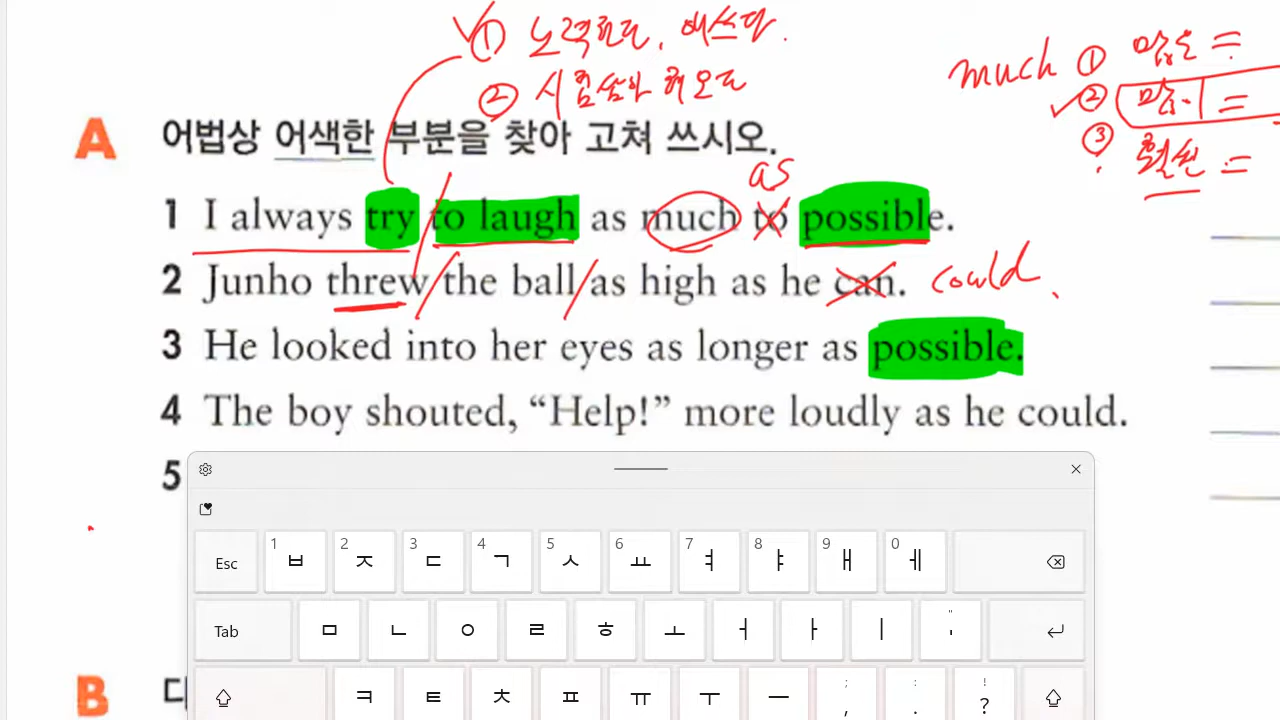 ① 노력하다, 애쓰다.
② 시험삼아 해보다
much ① 많은 =
② 많이 =
③ 훨씬 =
A 어법상 어색한 부분을 찾아 고쳐 쓰시오.
as
1 I always try to laugh as much to possible.
2 Junho threw the ball as high as he can. could.
3 He looked into her eyes as longer as possible.
4 The boy shouted, “Help!” more loudly as he could.
5
Esc 1 ㅂ 2 ㅈ 3 ㄷ 4 ㄱ 5 ㅅ 6 ㅛ 7 ㅕ 8 ㅑ 9 ㅐ 0 㔔
Tab ㅁ ㄴ ㅇ ㄹ ㅎ ㅗ ㅓ ㅏ ㅣ " '
ㅋ ㅌ ㅊ ㅍ ㅠ ㅜ ㅡ ; , : . ! ?
B 다